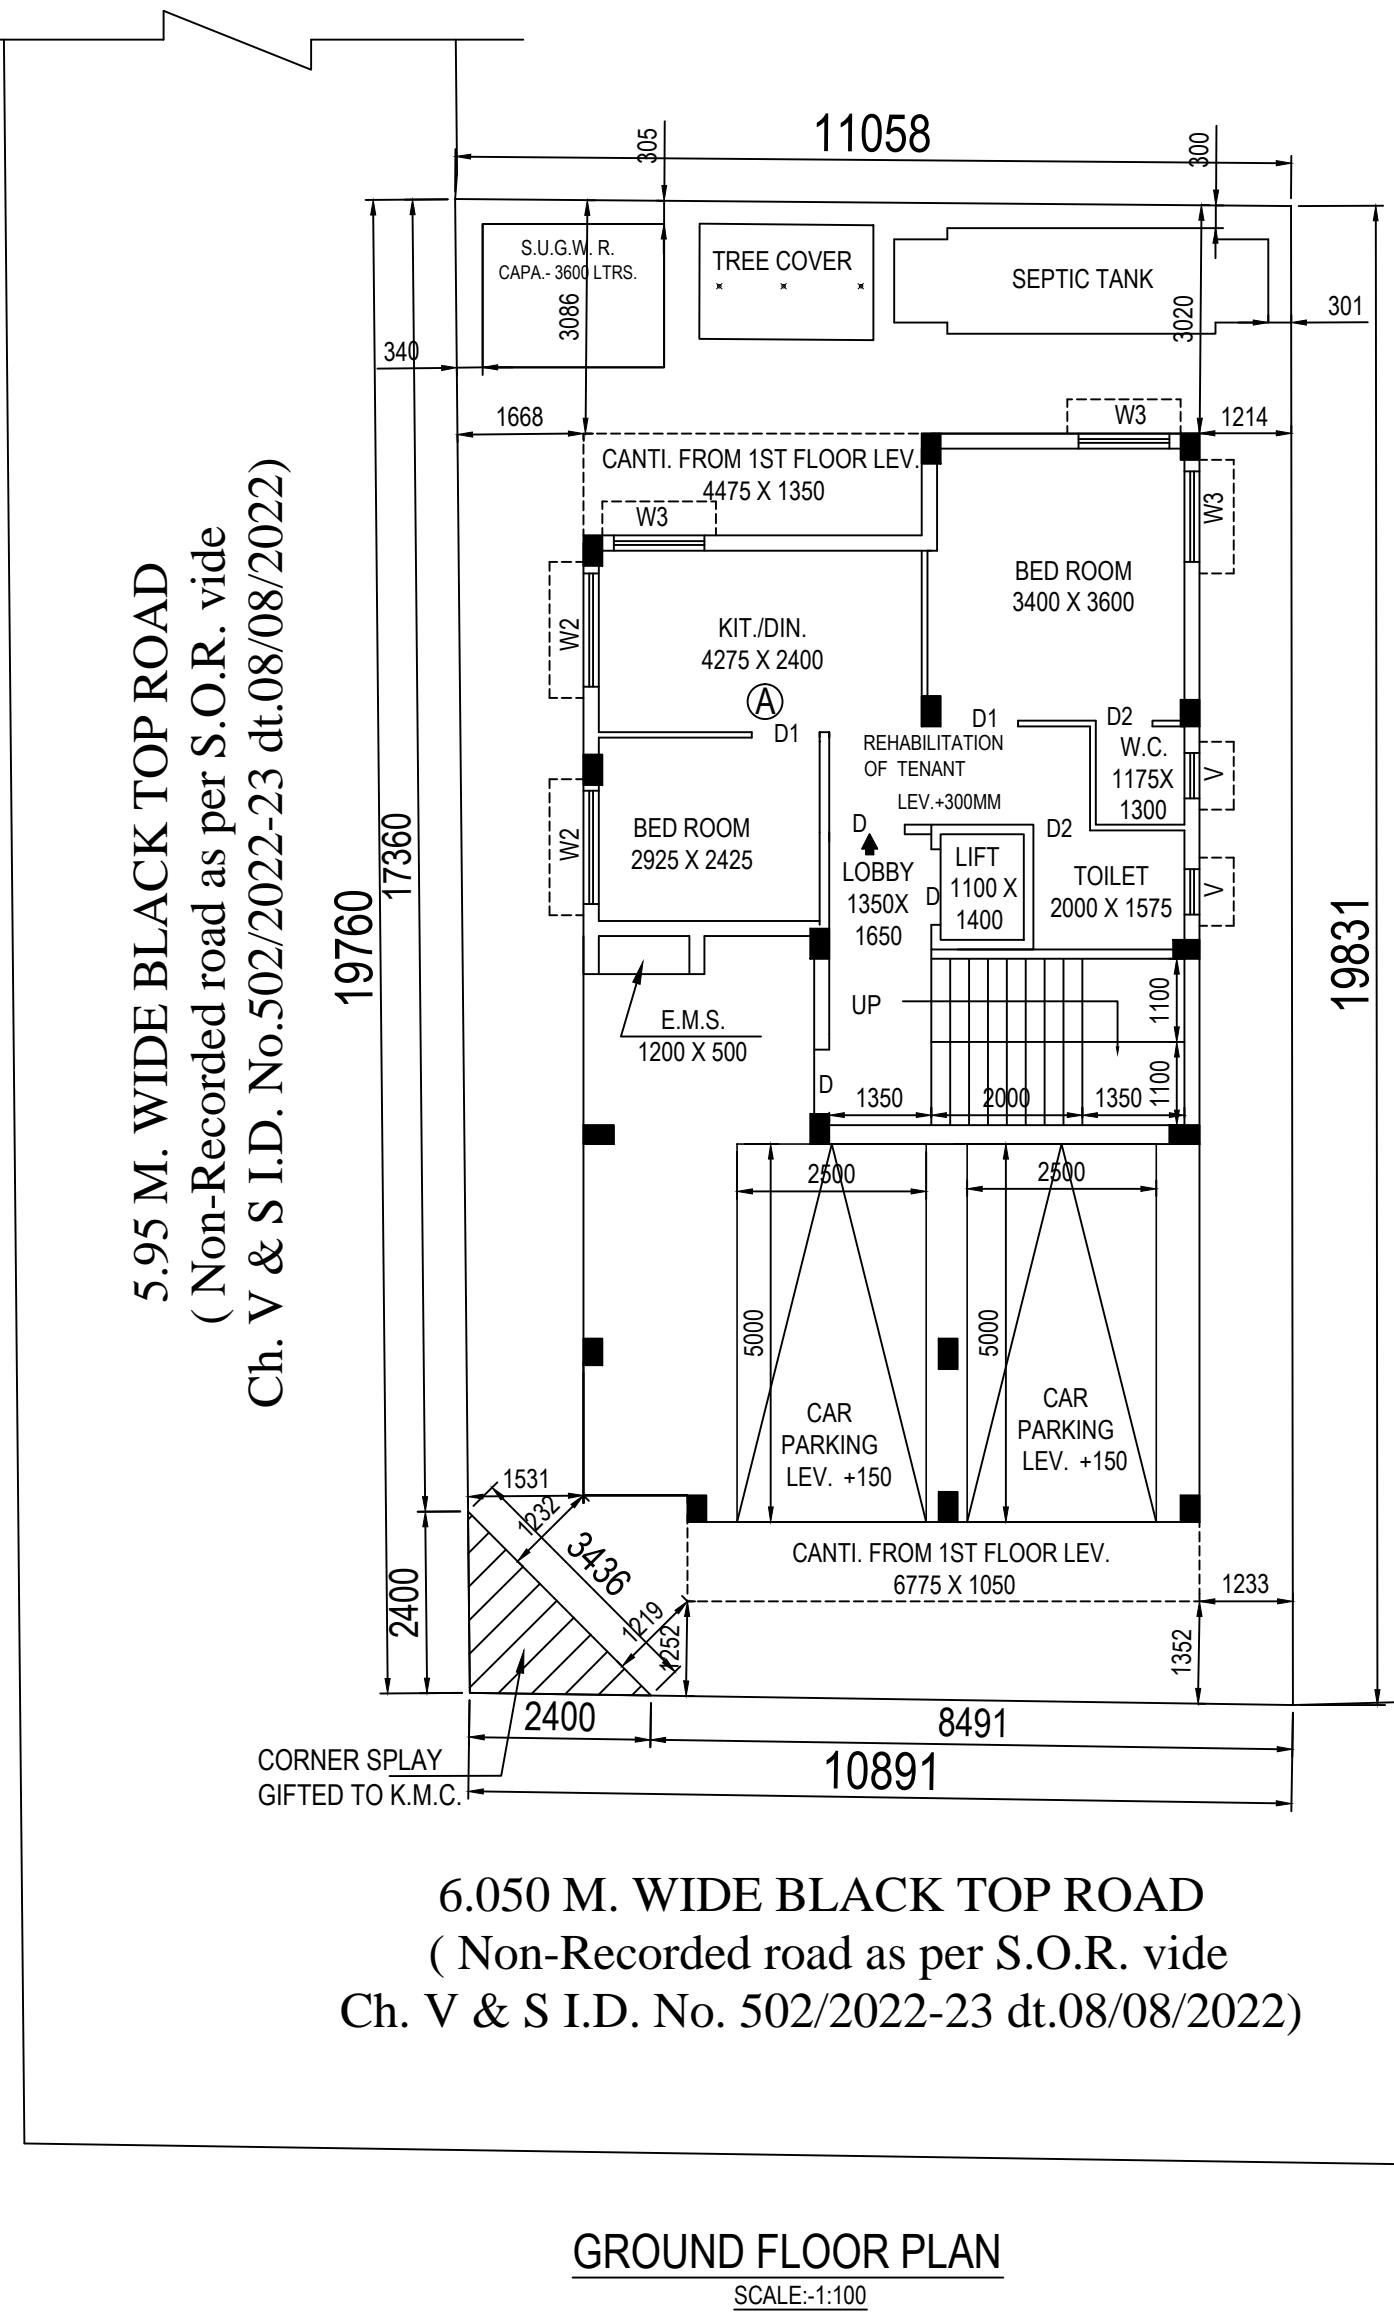 11058
305
300
S.U.G.W. R.
CAPA.- 3600 LTRS.
TREE COVER
SEPTIC TANK
3086
3020
301
340
1668
W3
1214
CANTI. FROM 1ST FLOOR LEV.
4475 X 1350
W3
W3
BED ROOM
3400 X 3600
W2
KIT./DIN.
4275 X 2400
A
D1
D1
D2
REHABILITATION
OF TENANT
LEV.+300MM
W.C.
1175X
1300
V
W2
BED ROOM
2925 X 2425
D
LOBBY
1350X
1650
D
LIFT
1100 X
1400
D2
TOILET
2000 X 1575
V
5.95 M. WIDE BLACK TOP ROAD
( Non-Recorded road as per S.O.R. vide
Ch. V & S I.D. No.502/2022-23 dt.08/08/2022)
19760
17360
19831
E.M.S.
1200 X 500
UP
1100
1100
D
1350
2000
1350
2500
2500
5000
5000
CAR
PARKING
LEV. +150
CAR
PARKING
LEV. +150
1531
1232
3436
1219
1252
CANTI. FROM 1ST FLOOR LEV.
6775 X 1050
1233
1352
2400
2400
8491
10891
CORNER SPLAY
GIFTED TO K.M.C.
6.050 M. WIDE BLACK TOP ROAD
( Non-Recorded road as per S.O.R. vide
Ch. V & S I.D. No. 502/2022-23 dt.08/08/2022)
GROUND FLOOR PLAN
SCALE:-1:100